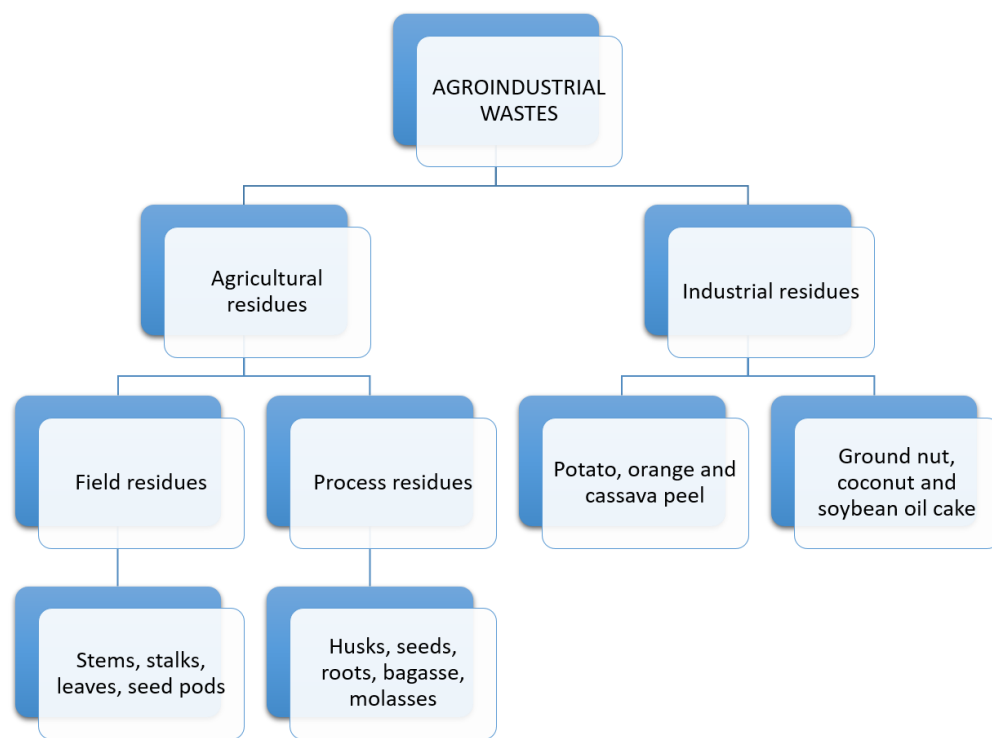 AGROINDUSTRIAL
WASTES
Agricultural
residues
Industrial residues
Field residues
Process residues
Potato, orange and
cassava peel
Ground nut,
coconut and
soybean oil cake
Stems, stalks,
leaves, seed pods
Husks, seeds,
roots, bagasse,
molasses